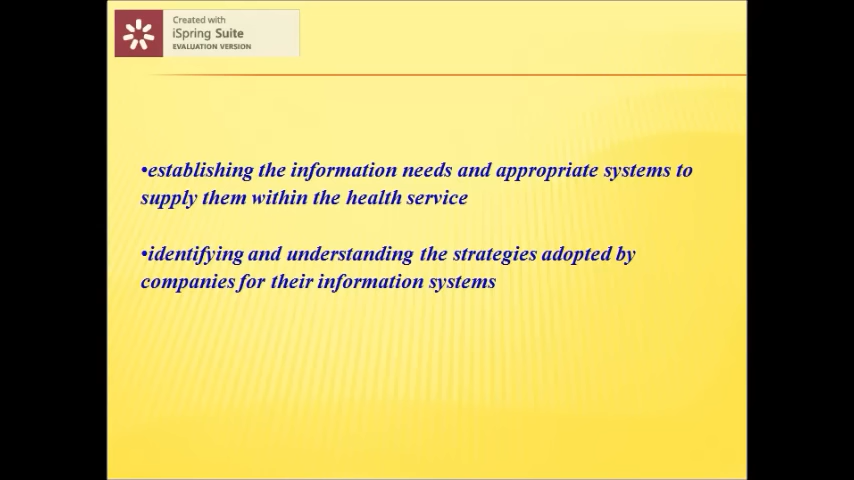 Created with
iSpring Suite
EVALUATION VERSION
•establishing the information needs and appropriate systems to
supply them within the health service
•identifying and understanding the strategies adopted by
companies for their information systems